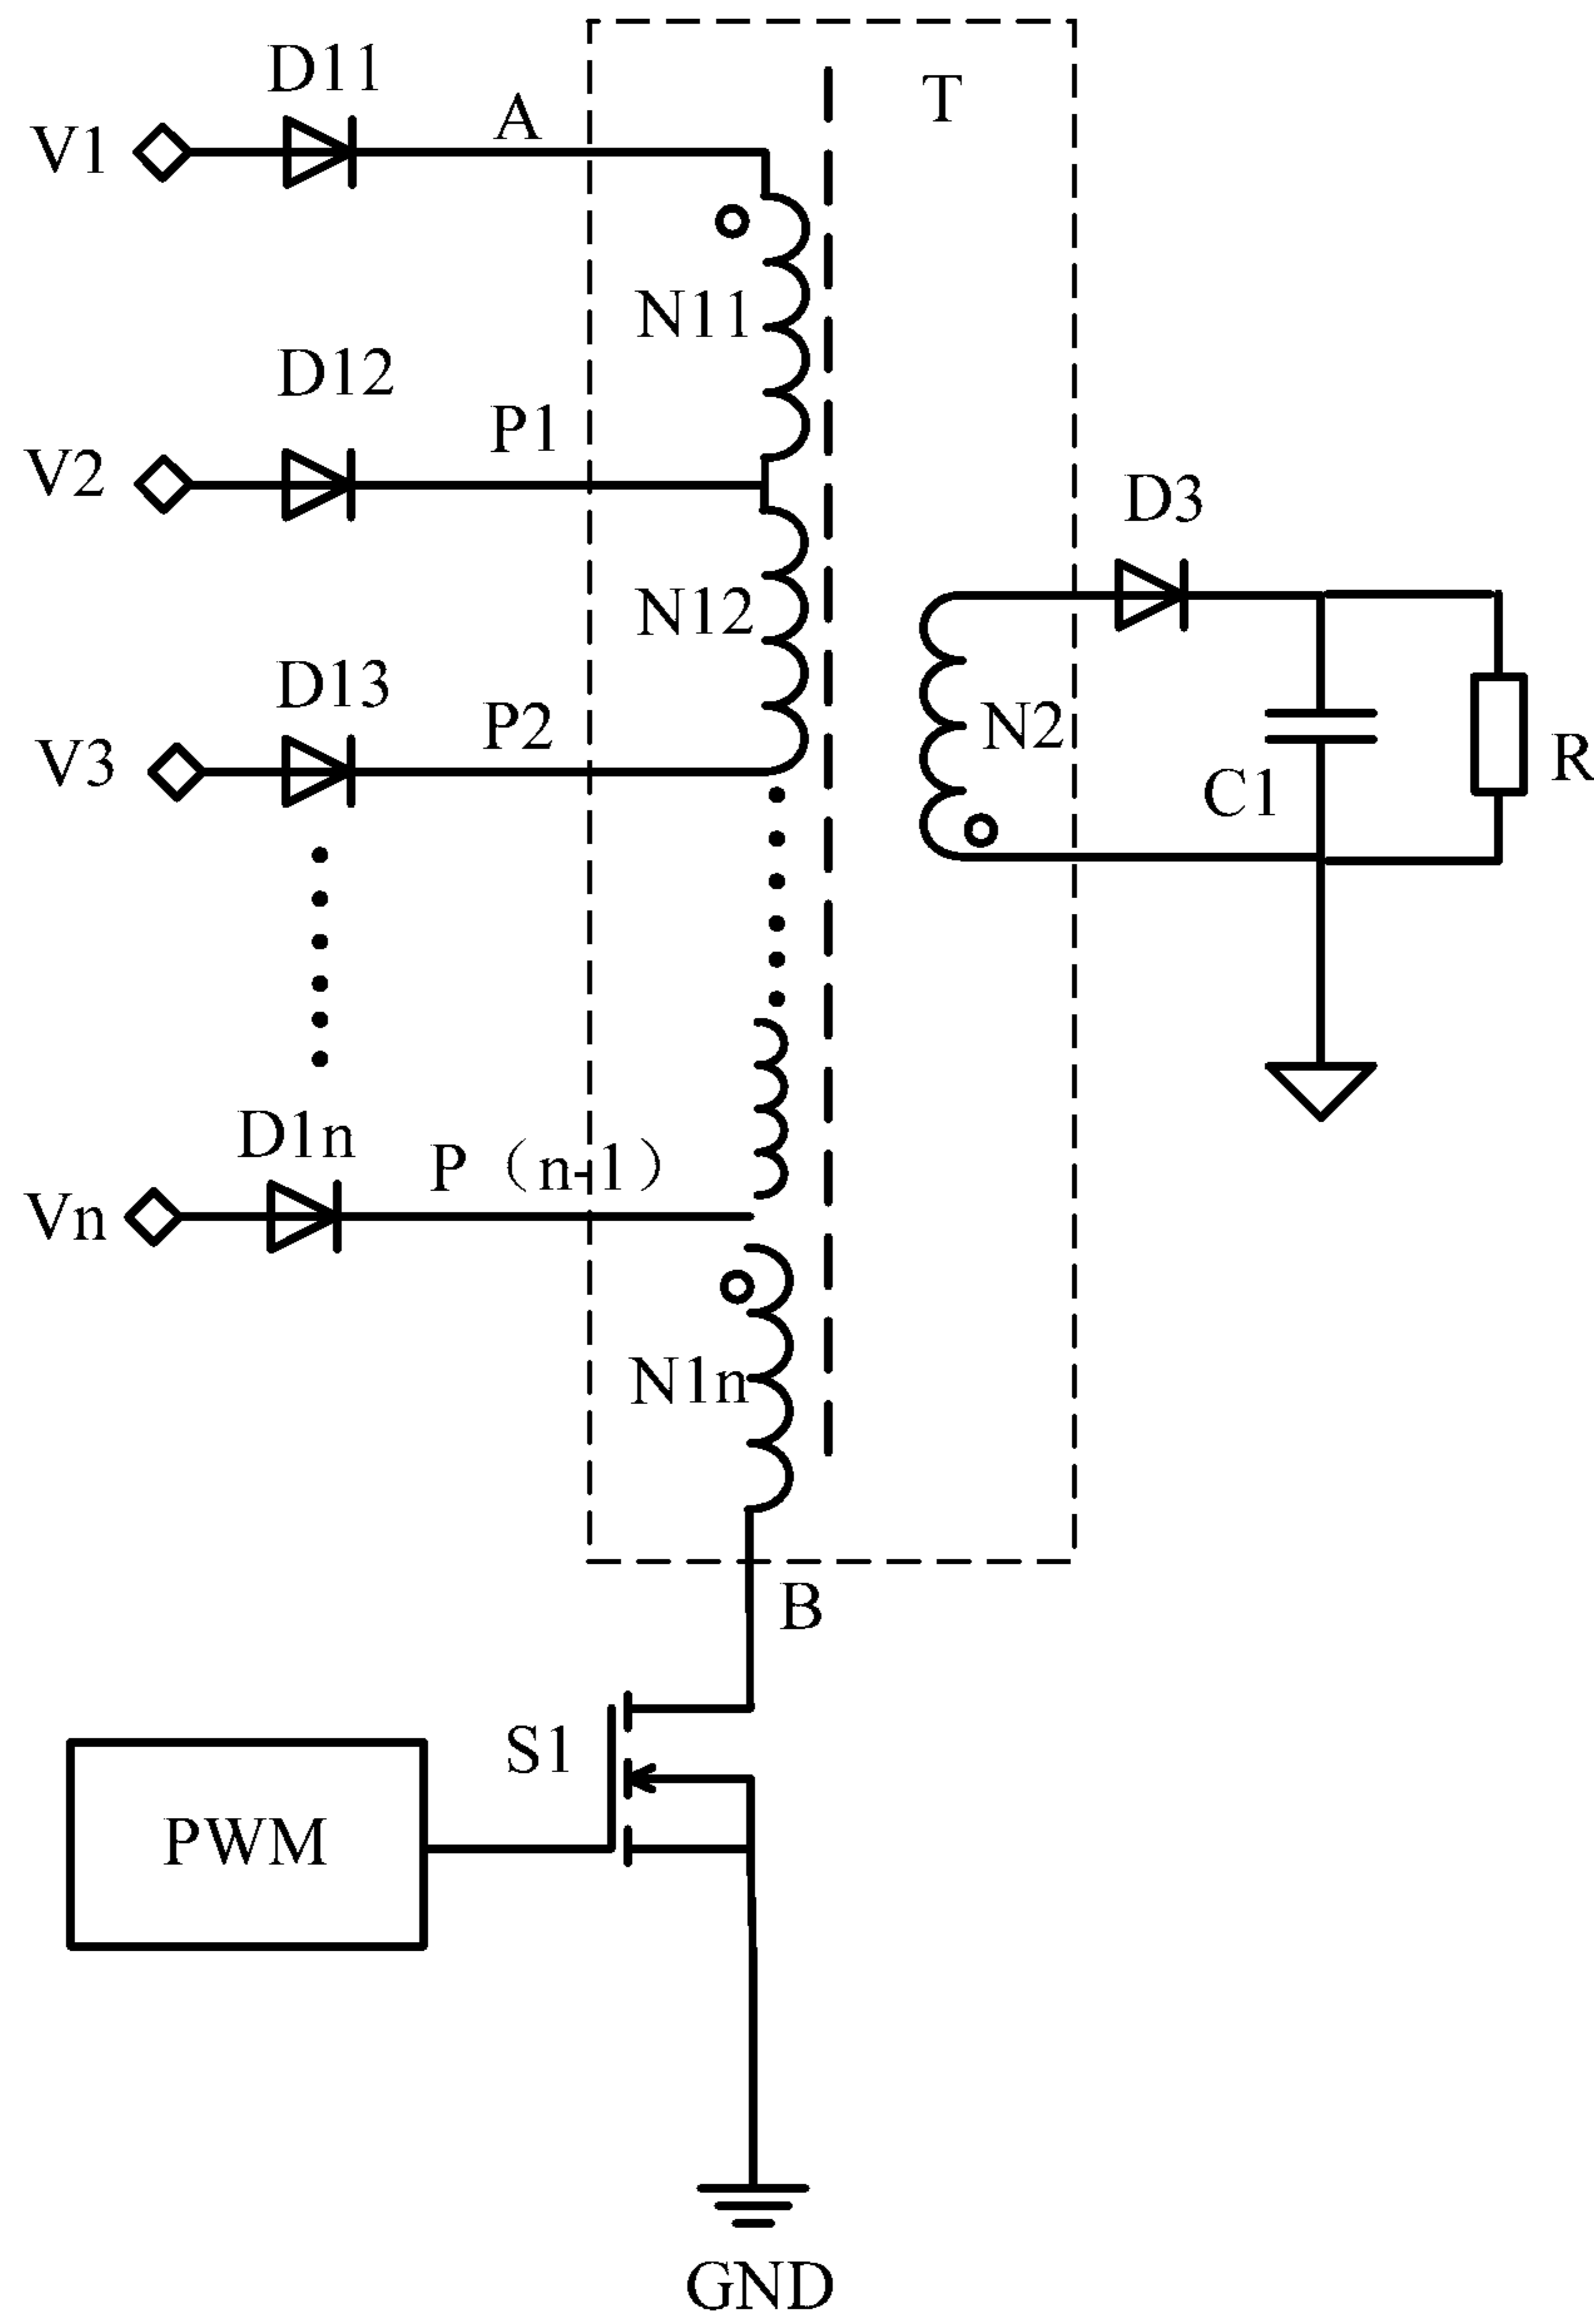 D11
A
T
V1
N11
D12
P1
V2
D3
N12
D13
P2
N2
V3
R
C1
D1n
P（n-1）
Vn
N1n
B
S1
PWM
GND